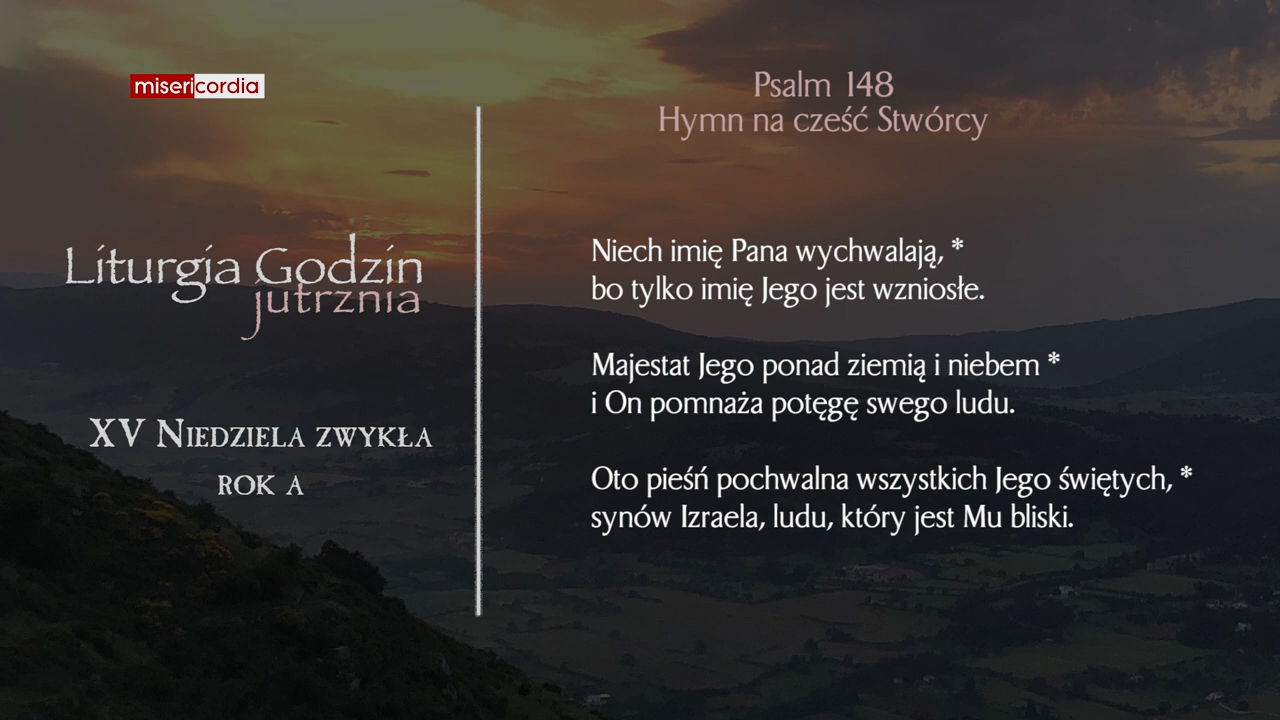 misericordia
Liturgia Godzin
jutrznia
XV Niedziela zwykła
rok A
Psalm 148
Hymn na cześć Stwórcy
Niech imię Pana wychwalają, *
bo tylko imię Jego jest wzniosłe.
Majestat Jego ponad ziemią i niebem *
i On pomnaża potęgę swego ludu.
Oto pieśń pochwalna wszystkich Jego świętych, *
synów Izraela, ludu, który jest Mu bliski.